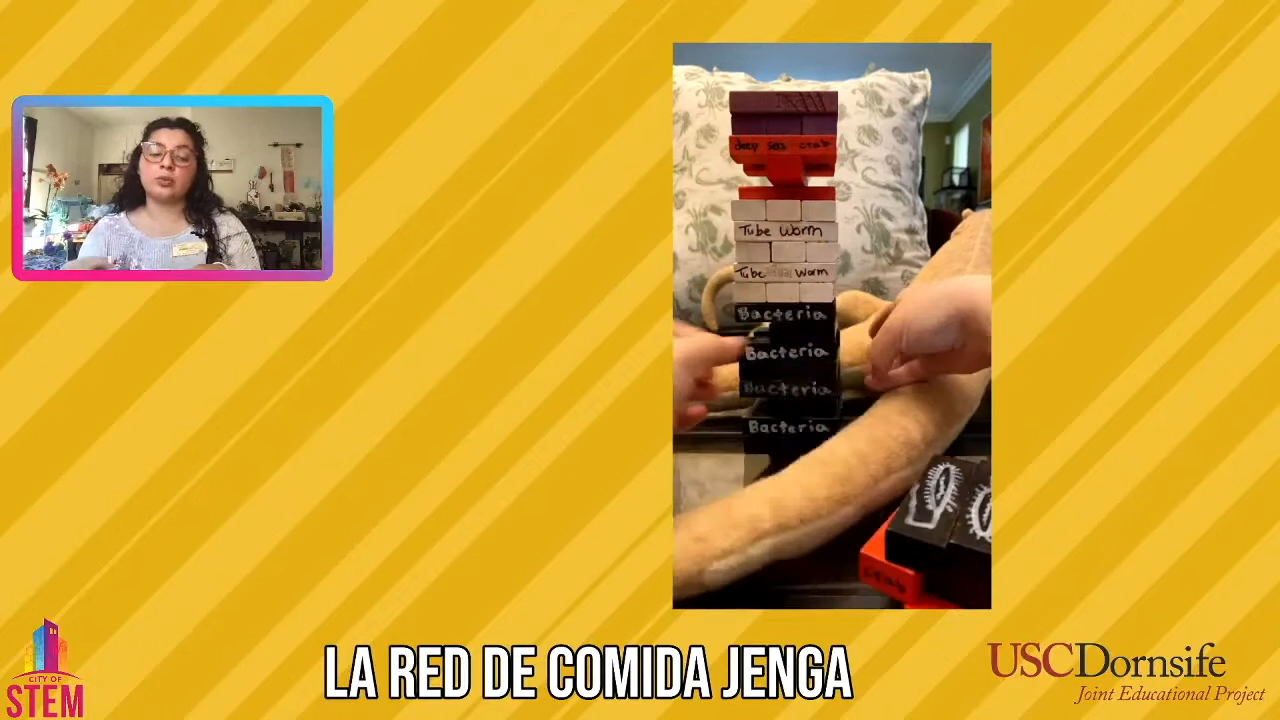 deep sea crab
Tube Worm
Tube Worm
Bacteria
Bacteria
Bacteria
Bacteria
crab
LA RED DE COMIDA JENGA
CITY OF
STEM
USCDornsife
Joint Educational Project